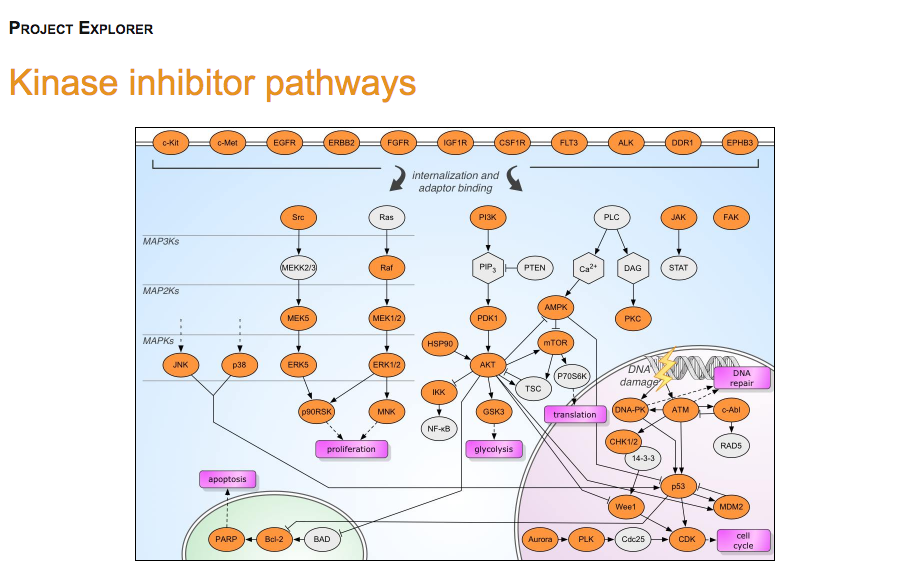 PROJECT EXPLORER
Kinase inhibitor pathways
c-Kit c-Met EGFR ERBB2 FGFR IGF1R CSF1R FLT3 ALK DDR1 EPHB3
internalization and
adaptor binding
Src Ras PI3K PLC JAK FAK
MAP3Ks
MEKK2/3 Raf PIP3 PTEN Ca2+ DAG STAT
MAP2Ks
AMPK
MEK5 MEK1/2 PDK1 PKC
MAPKs
HSP90 mTOR
JNK p38 ERK5 ERK1/2 AKT
DNA
damage
DNA
repair
P70S6K
TSC
IKK
p90RSK MNK GSK3 translation DNA-PK ATM c-Abl
NF-κB
CHK1/2
proliferation glycolysis RAD5
14-3-3
apoptosis
p53
Wee1 MDM2
PARP Bcl-2 BAD Aurora PLK Cdc25 CDK cell
cycle